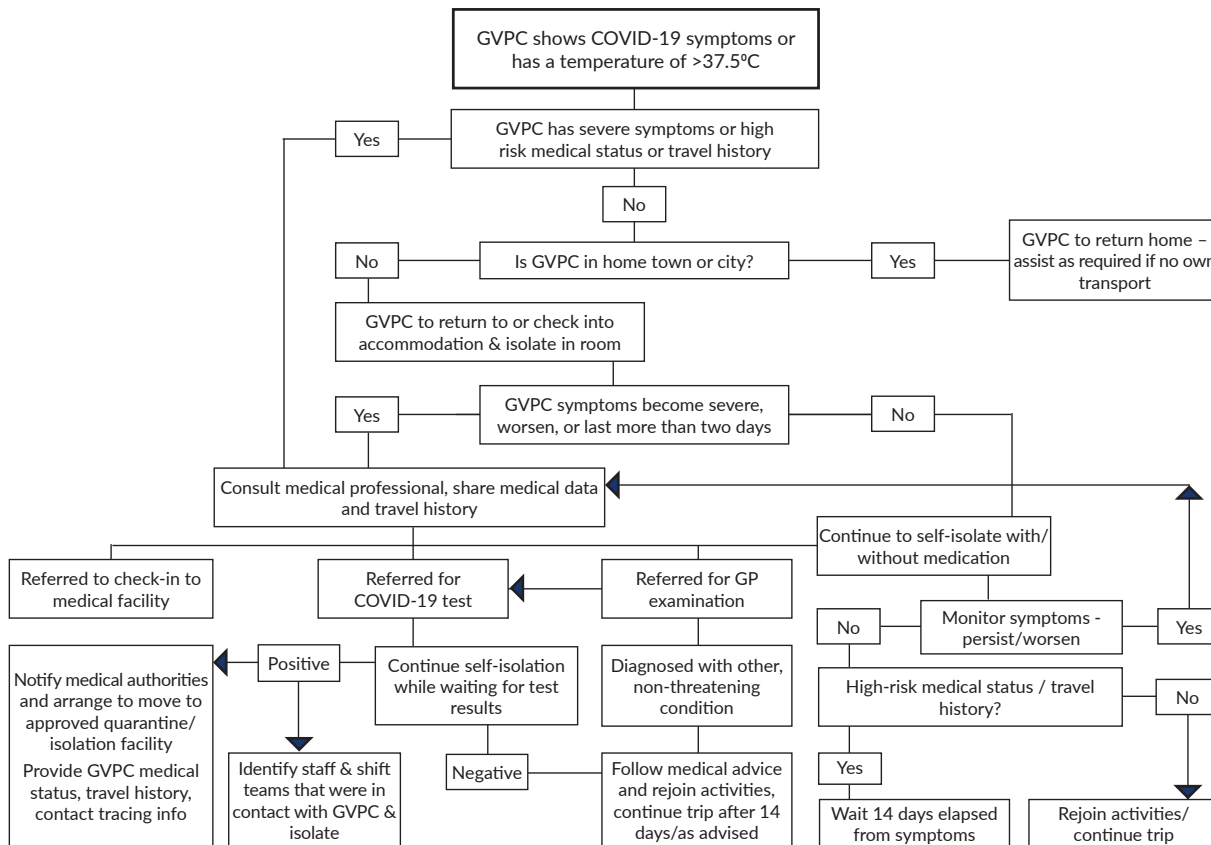 GVPC shows COVID-19 symptoms or
has a temperature of >37.5⁰C
Yes
GVPC has severe symptoms or high
risk medical status or travel history
No
No
Is GVPC in home town or city?
Yes
GVPC to return home –
assist as required if no own
transport
GVPC to return to or check into
accommodation & isolate in room
Yes
GVPC symptoms become severe,
worsen, or last more than two days
No
Consult medical professional, share medical data
and travel history
Continue to self-isolate with/
without medication
Referred to check-in to
medical facility
Referred for
COVID-19 test
Referred for GP
examination
No
Monitor symptoms -
persist/worsen
Yes
Notify medical authorities
and arrange to move to
approved quarantine/
isolation facility
Provide GVPC medical
status, travel history,
contact tracing info
Positive
Continue self-isolation
while waiting for test
results
Diagnosed with other,
non-threatening
condition
High-risk medical status / travel
history?
No
Identify staff & shift
teams that were in
contact with GVPC &
isolate
Negative
Follow medical advice
and rejoin activities,
continue trip after 14
days/as advised
Yes
Wait 14 days elapsed
from symptoms
Rejoin activities/
continue trip